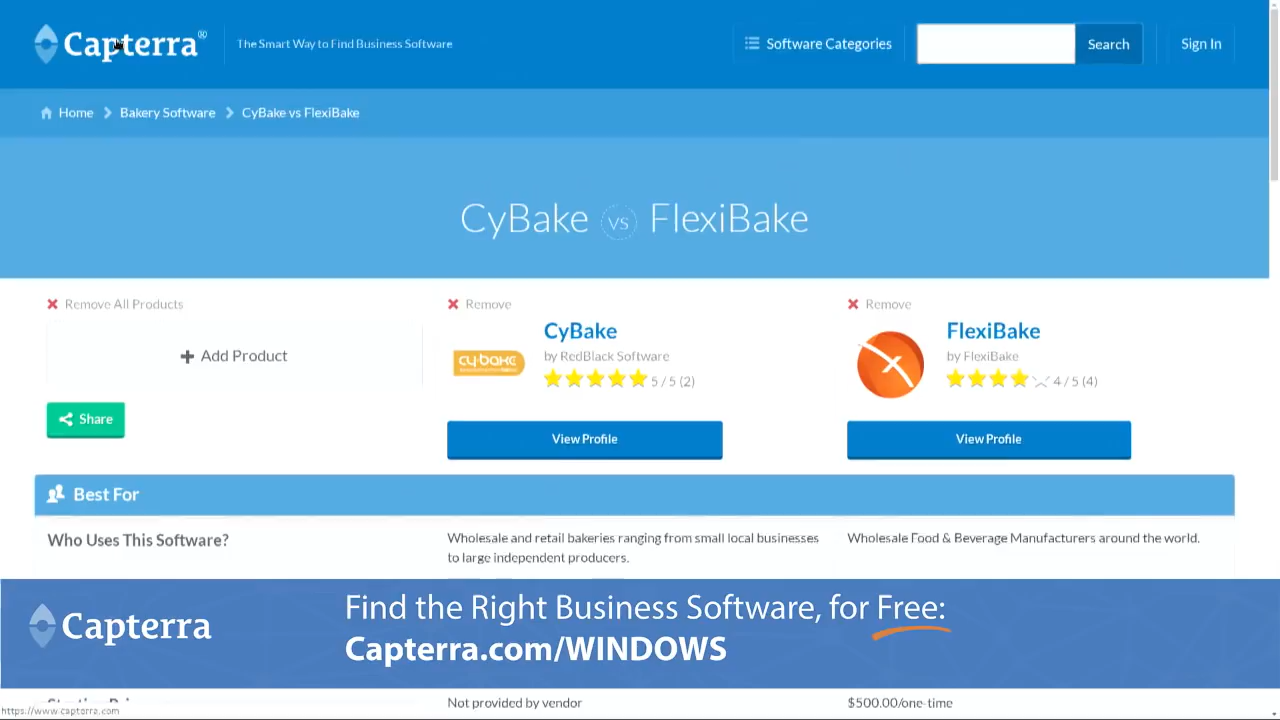 Capterra®
The Smart Way to Find Business Software
Software Categories
Search
Sign In
Home
Bakery Software
CyBake vs FlexiBake
CyBake vs FlexiBake
Remove All Products
Remove
Remove
Add Product
cybake
CyBake
by RedBlack Software
5 / 5 (2)
FlexiBake
by FlexiBake
4 / 5 (4)
Share
View Profile
View Profile
Best For
Who Uses This Software?
Wholesale and retail bakeries ranging from small local businesses
to large independent producers.
Wholesale Food & Beverage Manufacturers around the world.
Capterra
Find the Right Business Software, for Free:
Capterra.com/WINDOWS
Not provided by vendor
$500.00/one-time
https://www.capterra.com